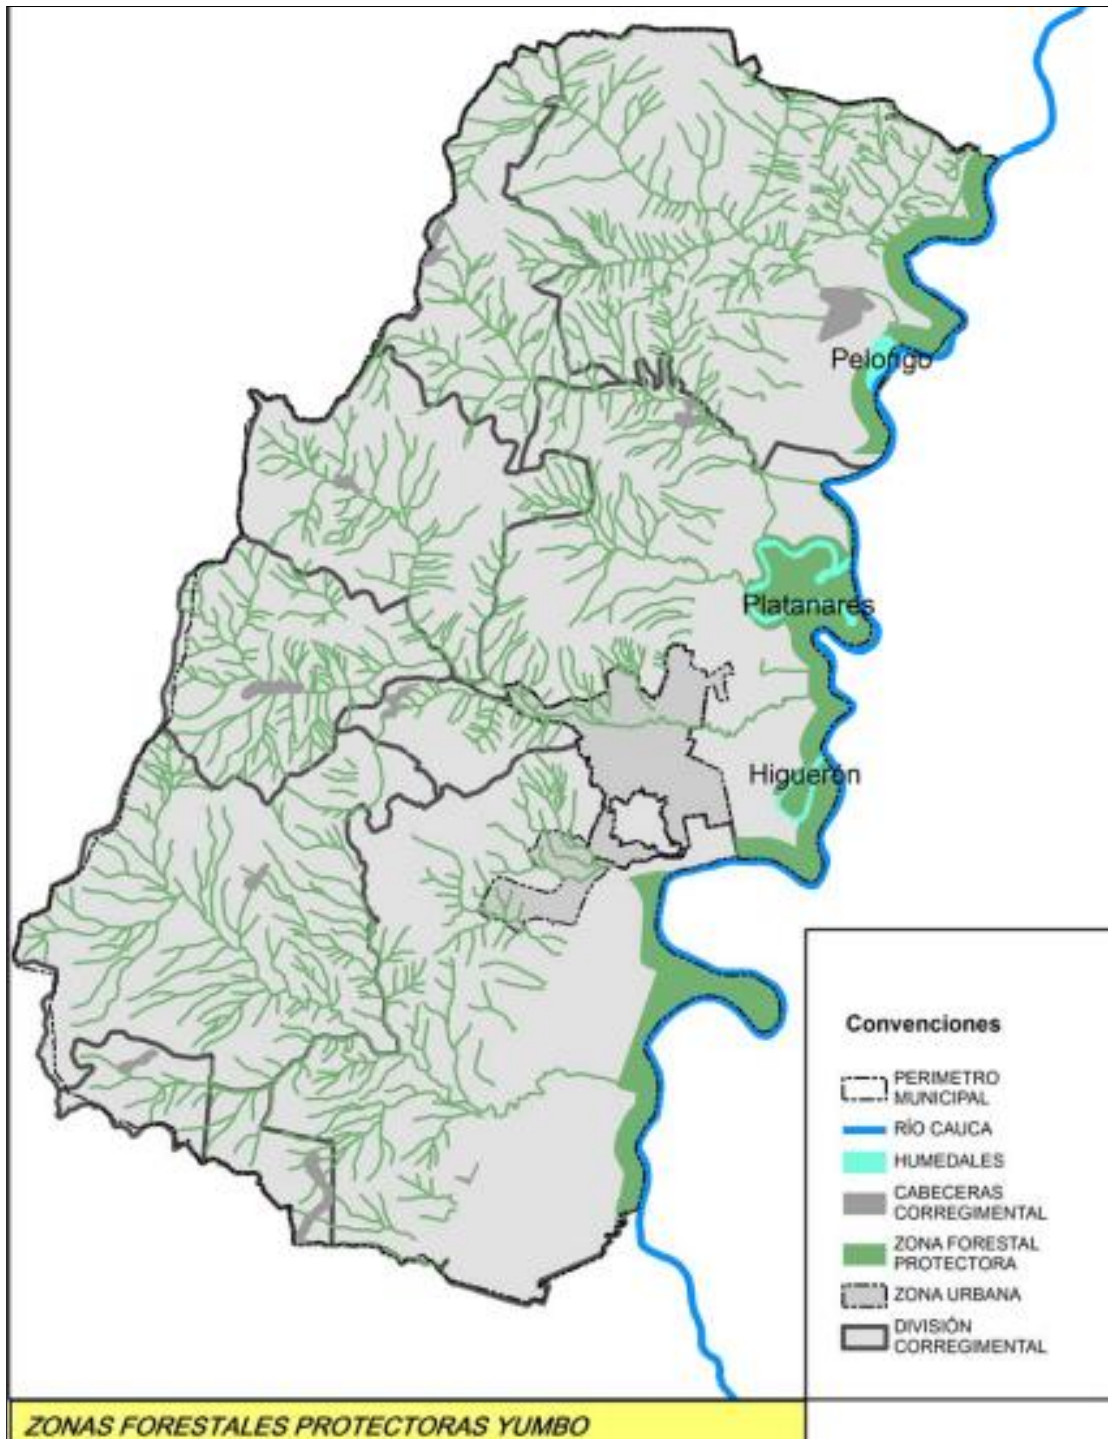 Pelongo
Platanares
Higuerón
Convenciones
PERIMETRO
MUNICIPAL
RÍO CAUCA
HUMEDALES
CABECERAS
CORREGIMENTAL
ZONA FORESTAL
PROTECTORA
ZONA URBANA
DIVISIÓN
CORREGIMENTAL
ZONAS FORESTALES PROTECTORAS YUMBO